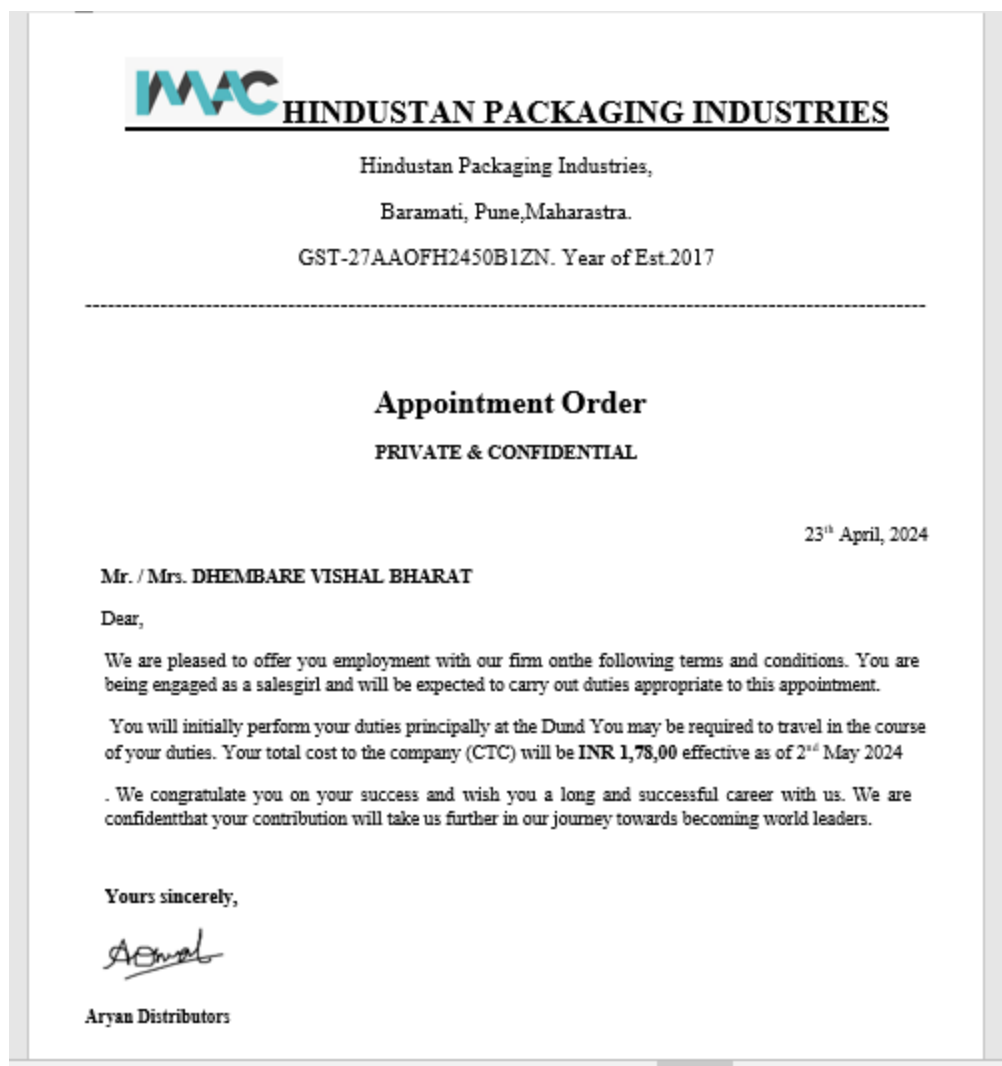 IMAC HINDUSTAN PACKAGING INDUSTRIES
Hindustan Packaging Industries,
Baramati, Pune,Maharastra.
GST-27AAOFH2450B1ZN. Year of Est.2017
Appointment Order
PRIVATE & CONFIDENTIAL
23th April, 2024
Mr. / Mrs. DHEMBARE VISHAL BHARAT
Dear,
We are pleased to offer you employment with our firm onthe following terms and conditions. You are
being engaged as a salesgirl and will be expected to carry out duties appropriate to this appointment.
You will initially perform your duties principally at the Dund You may be required to travel in the course
of your duties. Your total cost to the company (CTC) will be INR 1,78,00 effective as of 2nd May 2024
. We congratulate you on your success and wish you a long and successful career with us. We are
confidentthat your contribution will take us further in our journey towards becoming world leaders.
Yours sincerely,
Aryan Distributors